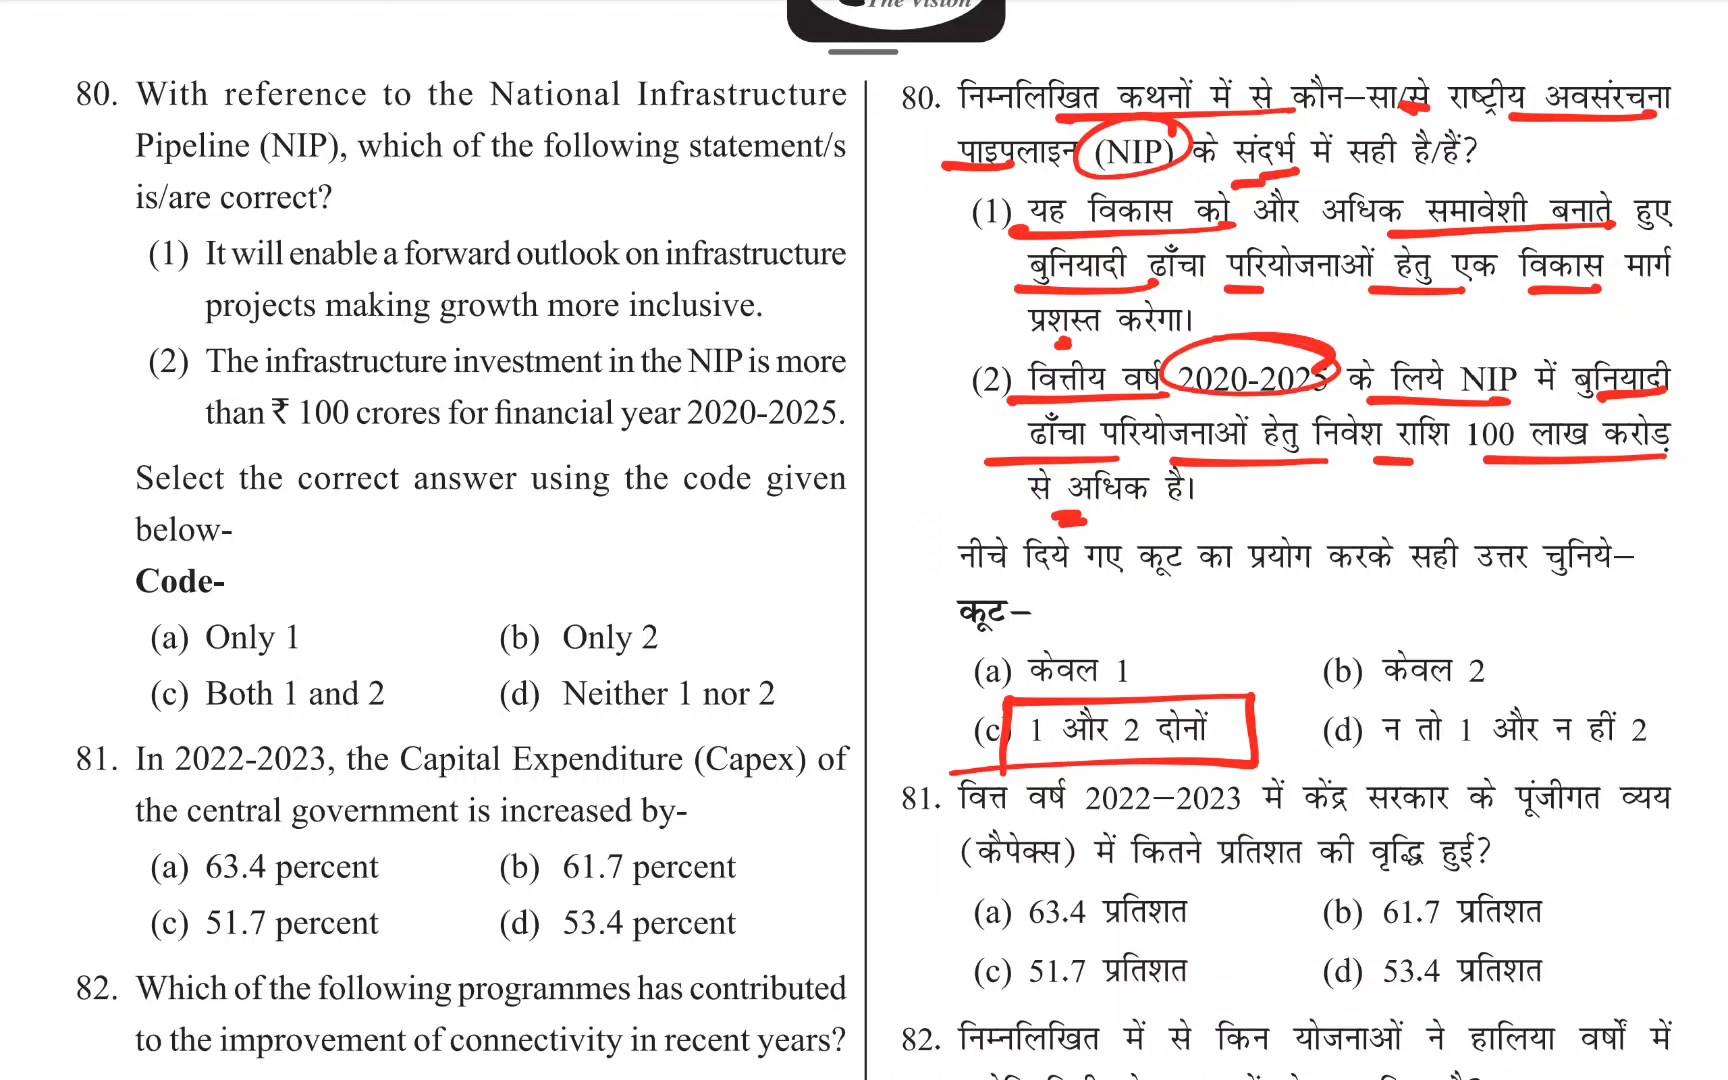 The Vision
80. With reference to the National Infrastructure
Pipeline (NIP), which of the following statement/s
is/are correct?
(1) It will enable a forward outlook on infrastructure
projects making growth more inclusive.
(2) The infrastructure investment in the NIP is more
than ₹ 100 crores for financial year 2020-2025.
Select the correct answer using the code given
below-
Code-
(a) Only 1 (b) Only 2
(c) Both 1 and 2 (d) Neither 1 nor 2
81. In 2022-2023, the Capital Expenditure (Capex) of
the central government is increased by-
(a) 63.4 percent (b) 61.7 percent
(c) 51.7 percent (d) 53.4 percent
82. Which of the following programmes has contributed
to the improvement of connectivity in recent years?
80. निम्नलिखित कथनों में से कौन–सा/से राष्ट्रीय अवसंरचना
पाइपलाइन (NIP) के संदर्भ में सही है/हैं?
(1) यह विकास को और अधिक समावेशी बनाते हुए
बुनियादी ढाँचा परियोजनाओं हेतु एक विकास मार्ग
प्रशस्त करेगा।
(2) वित्तीय वर्ष 2020-2025 के लिये NIP में बुनियादी
ढाँचा परियोजनाओं हेतु निवेश राशि 100 लाख करोड़
से अधिक है।
नीचे दिये गए कूट का प्रयोग करके सही उत्तर चुनिये–
कूट–
(a) केवल 1 (b) केवल 2
(c) 1 और 2 दोनों (d) न तो 1 और न हीं 2
81. वित्त वर्ष 2022–2023 में केंद्र सरकार के पूंजीगत व्यय
(कैपेक्स) में कितने प्रतिशत की वृद्धि हुई?
(a) 63.4 प्रतिशत (b) 61.7 प्रतिशत
(c) 51.7 प्रतिशत (d) 53.4 प्रतिशत
82. निम्नलिखित में से किन योजनाओं ने हालिया वर्षों में